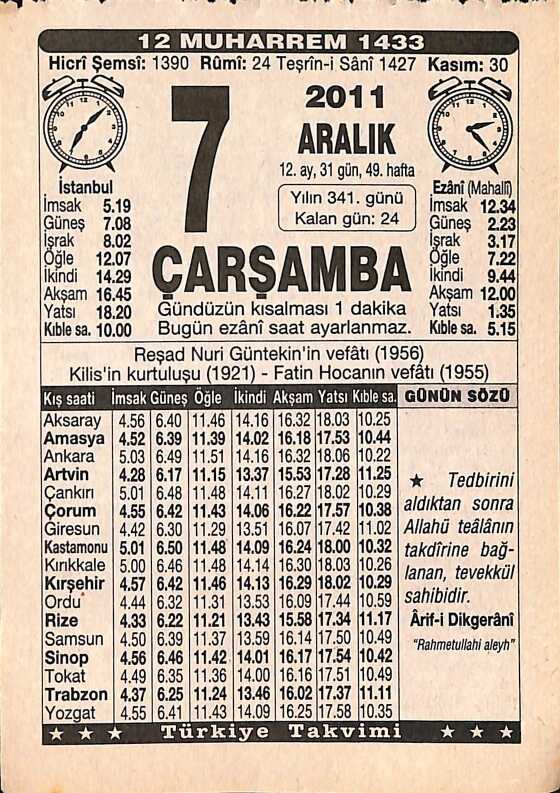 12 MUHARREM 1433
Hicrî Şemsî: 1390 Rûmî: 24 Teşrîn-i Sânî 1427 Kasım: 30
7
2011
ARALIK
12. ay, 31 gün, 49. hafta
Yılın 341. günü
Kalan gün: 24
ÇARŞAMBA
Gündüzün kısalması 1 dakika
Bugün ezânî saat ayarlanmaz.
İstanbul
İmsak 5.19
Güneş 7.08
İşrak 8.02
Öğle 12.07
İkindi 14.29
Akşam 16.45
Yatsı 18.20
Kıble sa. 10.00
Ezânî (Mahallî)
İmsak 12.34
Güneş 2.23
İşrak 3.17
Öğle 7.22
İkindi 9.44
Akşam 12.00
Yatsı 1.35
Kıble sa. 5.15
Reşad Nuri Güntekin'in vefâtı (1956)
Kilis'in kurtuluşu (1921) - Fatin Hocanın vefâtı (1955)
Kış saati İmsak Güneş Öğle İkindi Akşam Yatsı Kıble sa.
Aksaray 4.56 6.40 11.46 14.16 16.32 18.03 10.25
Amasya 4.52 6.39 11.39 14.02 16.18 17.53 10.44
Ankara 5.03 6.49 11.51 14.16 16.32 18.06 10.22
Artvin 4.28 6.17 11.15 13.37 15.53 17.28 11.25
Çankırı 5.01 6.48 11.48 14.11 16.27 18.02 10.29
Çorum 4.55 6.42 11.43 14.06 16.22 17.57 10.38
Giresun 4.42 6.30 11.29 13.51 16.07 17.42 11.02
Kastamonu 5.01 6.50 11.48 14.09 16.24 18.00 10.32
Kırıkkale 5.00 6.46 11.48 14.14 16.30 18.03 10.26
Kırşehir 4.57 6.42 11.46 14.13 16.29 18.02 10.29
Ordu 4.44 6.32 11.31 13.53 16.09 17.44 10.59
Rize 4.33 6.22 11.21 13.43 15.58 17.34 11.17
Samsun 4.50 6.39 11.37 13.59 16.14 17.50 10.49
Sinop 4.56 6.46 11.42 14.01 16.17 17.54 10.42
Tokat 4.49 6.35 11.36 14.00 16.16 17.51 10.49
Trabzon 4.37 6.25 11.24 13.46 16.02 17.37 11.11
Yozgat 4.55 6.41 11.43 14.09 16.25 17.58 10.35
GÜNÜN SÖZÜ
★ Tedbirini
aldıktan sonra
Allahü teâlânın
takdîrine bağ-
lanan, tevekkül
sahibidir.
Ârif-i Dikgerânî
"Rahmetullahi aleyh"
★ ★ ★ Türkiye Takvimi ★ ★ ★